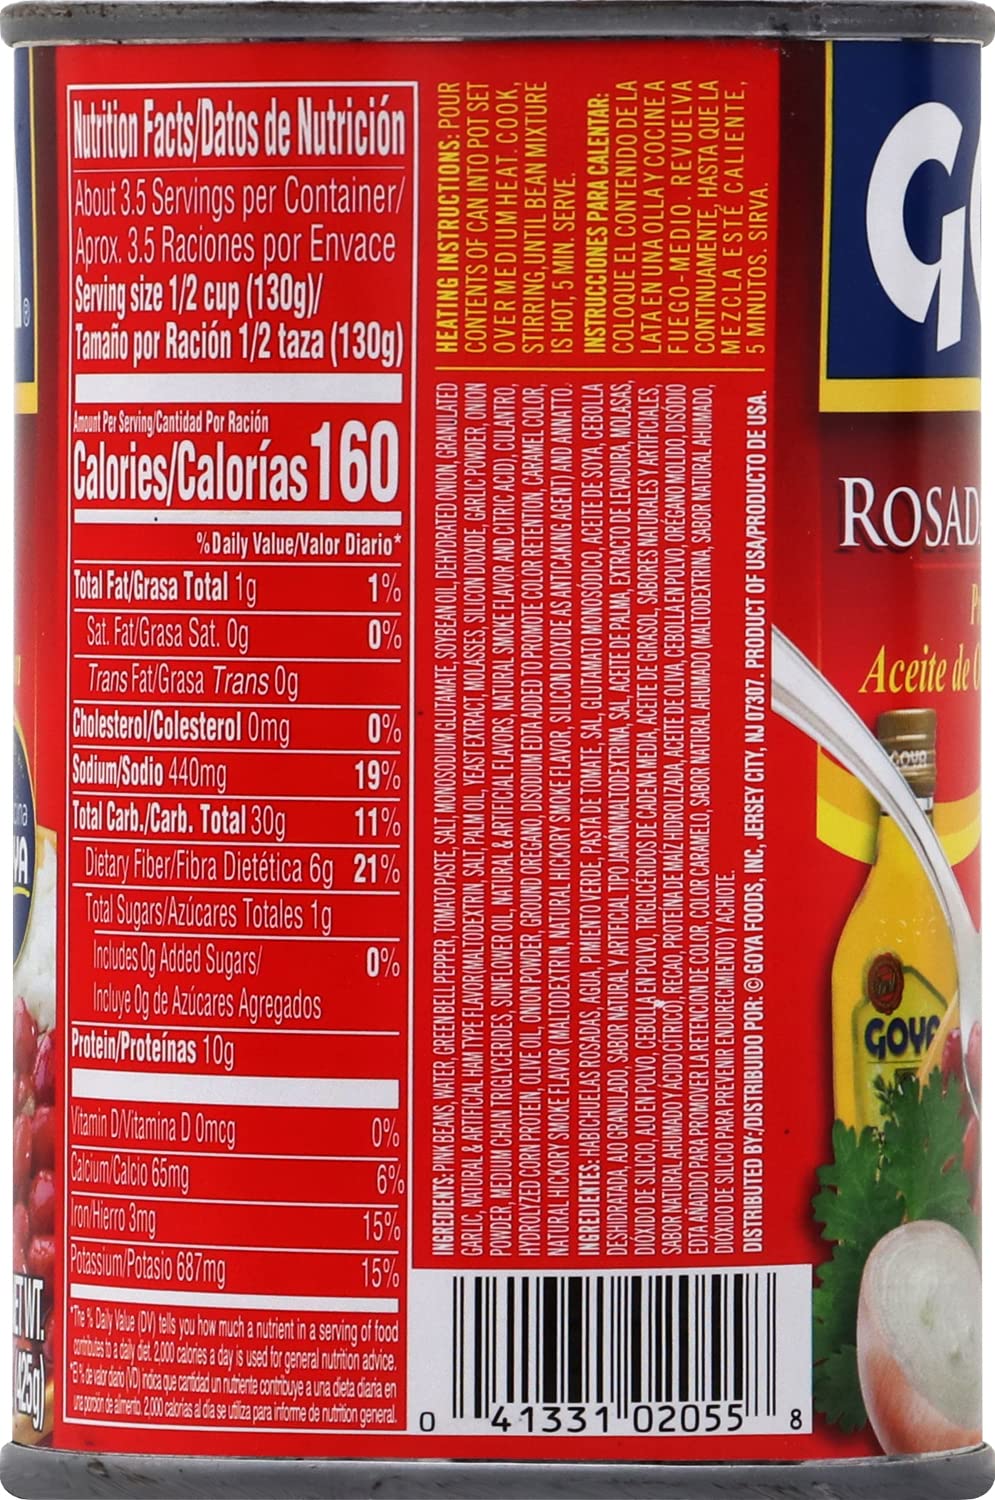 Nutrition Facts/Datos de Nutrición
About 3.5 Servings per Container/
Aprox. 3.5 Raciones por Envace
Serving size 1/2 cup (130g)/
Tamaño por Ración 1/2 taza (130g)
Amount Per Serving/Cantidad Por Ración
Calories/Calorías 160
%Daily Value/Valor Diario*
Total Fat/Grasa Total 1g 1%
Sat. Fat/Grasa Sat. 0g 0%
Trans Fat/Grasa Trans 0g
Cholesterol/Colesterol 0mg 0%
Sodium/Sodio 440mg 19%
Total Carb./Carb. Total 30g 11%
Dietary Fiber/Fibra Dietética 6g 21%
Total Sugars/Azúcares Totales 1g
Includes 0g Added Sugars/ 0%
Incluye 0g de Azúcares Agregados
Protein/Proteínas 10g
Vitamin D/Vitamina D 0mcg 0%
Calcium/Calcio 65mg 6%
Iron/Hierro 3mg 15%
Potassium/Potasio 687mg 15%
*The % Daily Value (DV) tells you how much a nutrient in a serving of food
contributes to a daily diet. 2,000 calories a day is used for general nutrition advice.
*El % de valor diario (VD) indica que cantidad un nutriente contribuye a una dieta diaria en
una porción de alimento. 2,000 calorias al día se utiliza para informe de nutrition general.
HEATING INSTRUCTIONS: POUR
CONTENTS OF CAN INTO POT SET
OVER MEDIUM HEAT. COOK,
STIRRNG, UNTIL BEAN MIXTURE
IS HOT, 5 MIN. SERVE.
INSTRUCCIONES PARA CALENTAR:
COLOQUE EL CONTENIDO DE LA
LATA EN UNA OLLA Y COCINE A
FUEGO-MEDIO. REVUELVA
CONTINUAMENTE, HASTA QUE LA
MEZCLA ESTÉ CALIENTE,
5 MINUTOS. SIRVA.
INGREDIENTS: PINK BEANS, WATER, GREEN BELL PEPPER, TOMATO PASTE, SALT, MONOSODIUM GLUTAMATE, SOYBEAN OIL, DEHYDRATED ONION, GRANULATED
GARLIC, NATURAL & ARTIFICIAL HAM TYPE FLAVOR (MALTODEXTRIN, SALT, PALM OIL, YEAST EXTRACT, MOLASSES, SILICON DIOXIDE, GARLIC POWDER, ONION
POWDER, MEDIUM CHAIN TRIGLYCERIDES, SUNFLOWER OIL, NATURAL & ARTIFICIAL FLAVORS, NATURAL SMOKE FLAVOR AND CITRIC ACID), CULANTRO,
HYDROLYZED CORN PROTEIN, OLIVE OIL, ONION POWDER, GROUND OREGANO, DISODIUM EDTA ADDED TO PROMOTE COLOR RETENTION, CARAMEL COLOR,
NATURAL HICKORY SMOKE FLAVOR (MALTODEXTRIN, NATURAL HICKORY SMOKE FLAVOR, SILICON DIOXIDE AS ANTICAKING AGENT) AND ANNATTO.
INGREDIENTES: HABICHUELAS ROSADAS, AGUA, PIMIENTO VERDE, PASTA DE TOMATE, SAL, GLUTAMATO MONOSÓDICO, ACEITE DE SOYA, CEBOLLA
DESHIDRATADA, AJO GRANULADO, SABOR NATURAL Y ARTIFICIAL TIPO JAMÓN(MALTODEXTRINA, SAL, ACEITE DE PALMA, EXTRACTO DE LEVADURA, MOLASAS,
DIÓXIDO DE SILICIO, AJO EN POLVO, CEBOLLA EN POLVO, TRIGLICÉRIDOS DE CADENA MEDIA, ACEITE DE GIRASOL, SABORES NATURALES Y ARTIFICIALES,
SABOR NATURAL AHUMADO Y ÁCIDO CÍTRICO), RECAO, PROTEÍNA DE MAÍZ HIDROLIZADA, ACEITE DE OLIVA, CEBOLLA EN POLVO, ORÉGANO MOLIDO, DISÓDIO
EDTA AÑADIDO PARA PROMOVER LA RETENCION DE COLOR, COLOR CARAMELO, SABOR NATURAL AHUMADO (MALTODEXTRINA, SABOR NATURAL AHUMADO,
DIÓXIDO DE SILICIO PARA PREVENIR ENDURECIMIENTO) Y ACHIOTE.
DISTRIBUTED BY:/DISTRIBUIDO POR: © GOYA FOODS, INC, JERSEY CITY, NJ 07307. PRODUCT OF USA/PRODUCTO DE USA.
0 41331 02055 8
G
ROSAD
Aceite de O
GOYA
GOYA
®
ET WT.